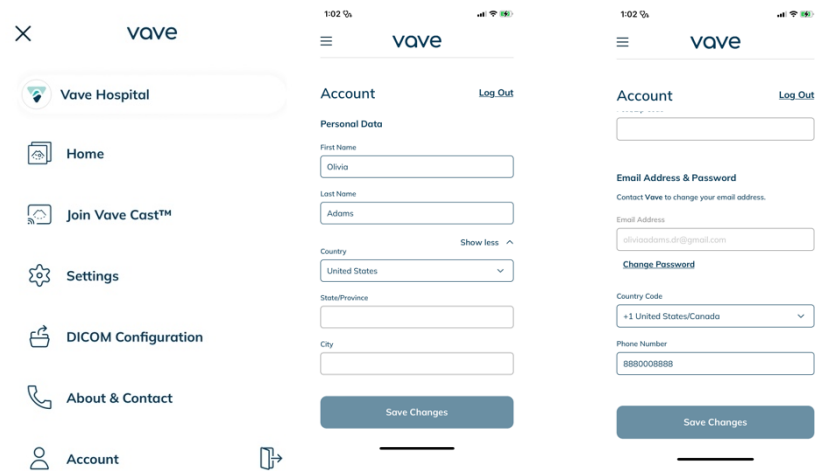 vave
Vave Hospital
Home
Join Vave Cast™
Settings
DICOM Configuration
About & Contact
Account
1:02
vave
Account
Log Out
Personal Data
First Name
Olivia
Last Name
Adams
Show less
Country
United States
State/Province
City
Save Changes
1:02
vave
Account
Log Out
Email Address & Password
Contact Vave to change your email address.
Email Address
oliviaadams.dr@gmail.com
Change Password
Country Code
+1 United States/Canada
Phone Number
8880008888
Save Changes